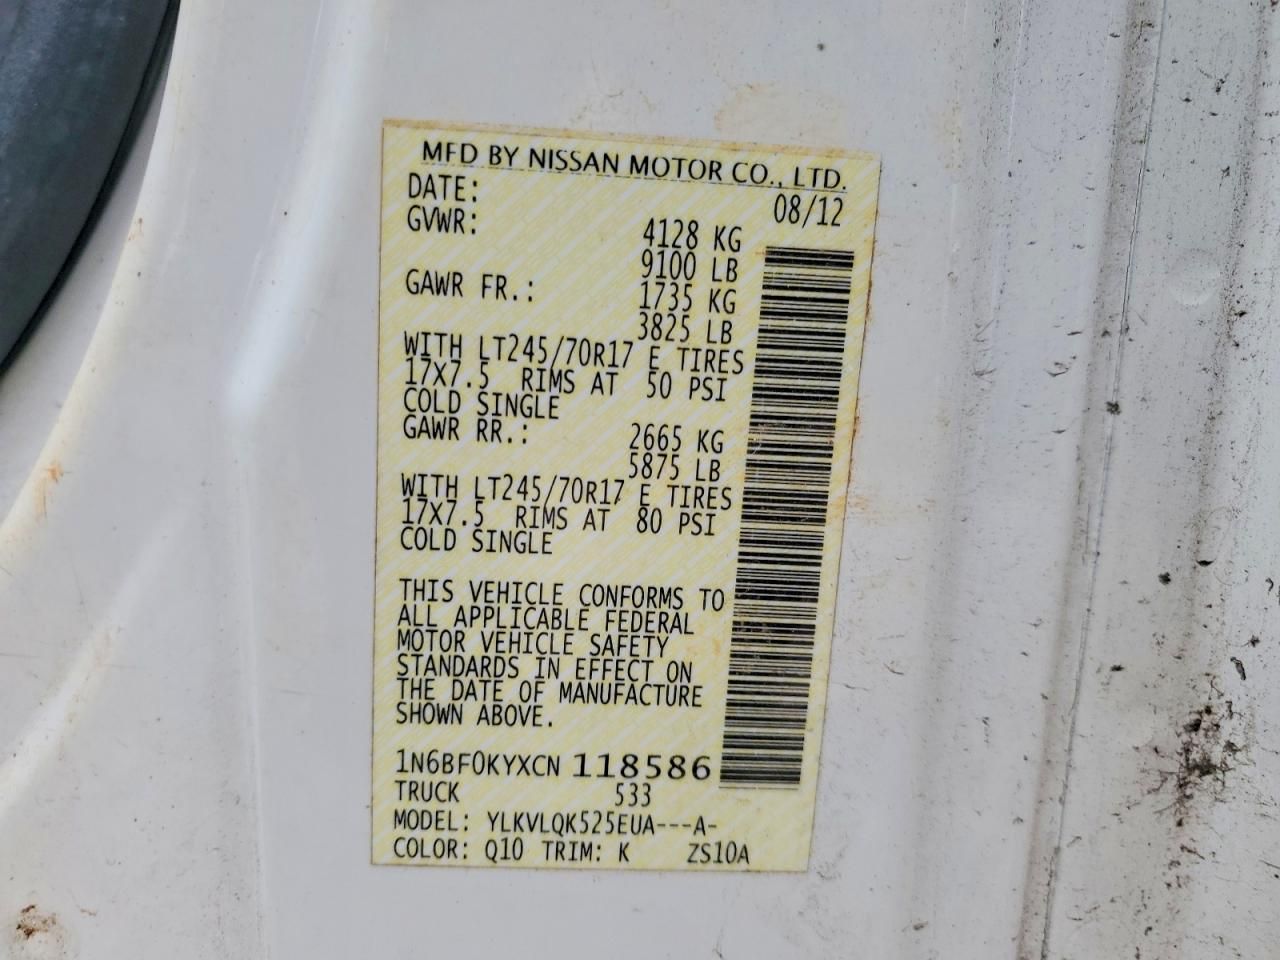 MFD BY NISSAN MOTOR CO., LTD.
DATE: 08/12
GVWR: 4128 KG
9100 LB
GAWR FR.: 1735 KG
3825 LB
WITH LT245/70R17 E TIRES
17X7.5 RIMS AT 50 PSI
COLD SINGLE
GAWR RR.: 2665 KG
5875 LB
WITH LT245/70R17 E TIRES
17X7.5 RIMS AT 80 PSI
COLD SINGLE
THIS VEHICLE CONFORMS TO
ALL APPLICABLE FEDERAL
MOTOR VEHICLE SAFETY
STANDARDS IN EFFECT ON
THE DATE OF MANUFACTURE
SHOWN ABOVE.
1N6BF0KYXCN 118586
TRUCK 533
MODEL: YLKVLQK525EUA---A-
COLOR: Q10 TRIM: K ZS10A